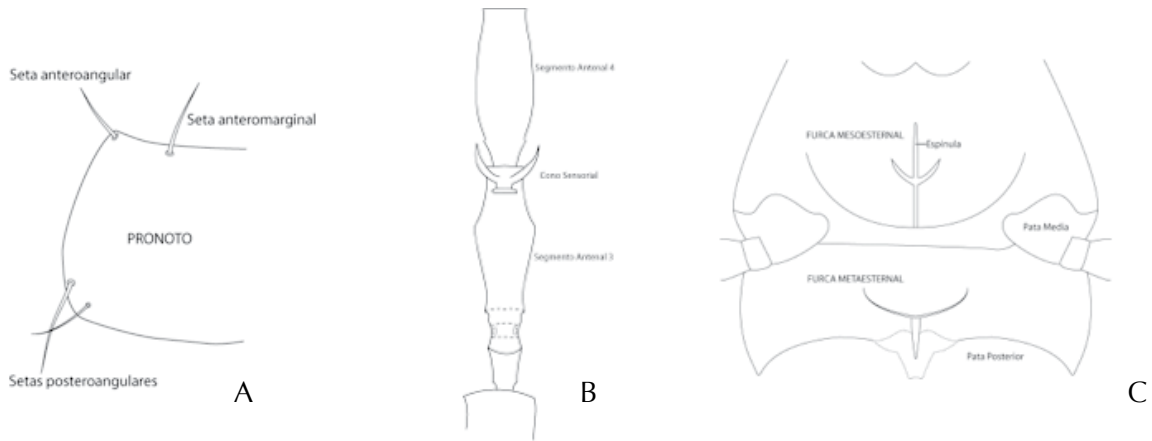 Seta anteroangular
Seta anteromarginal
PRONOTO
Setas posteroangulares
A
Segmento Antenal 4
Cono Sensorial
Segmento Antenal 3
B
FURCA MESOESTERNAL
Espinula
Pata Media
FURCA METAESTERNAL
Pata Posterior
C